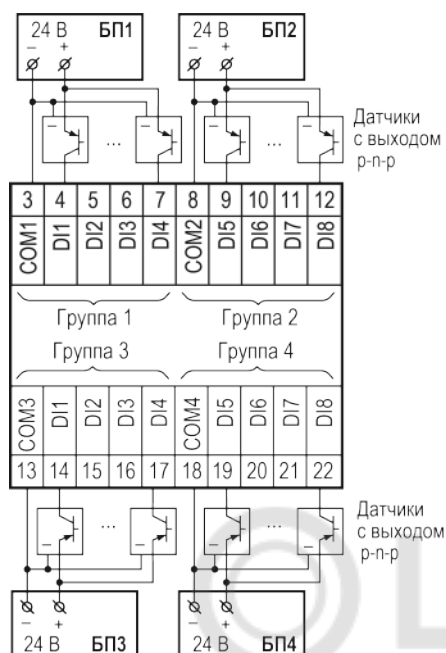 24 В БП1 24 В БП2
– + – +
– ... – – ... –
Датчики
с выходом
p-n-p
3 4 5 6 7 8 9 10 11 12
COM1 DI1 DI2 DI3 DI4 COM2 DI5 DI6 DI7 DI8
Группа 1 Группа 2
Группа 3 Группа 4
COM3 DI1 DI2 DI3 DI4 COM4 DI5 DI6 DI7 DI8
13 14 15 16 17 18 19 20 21 22
– ... – – ... –
Датчики
с выходом
p-n-p
– + – +
24 В БП3 24 В БП4